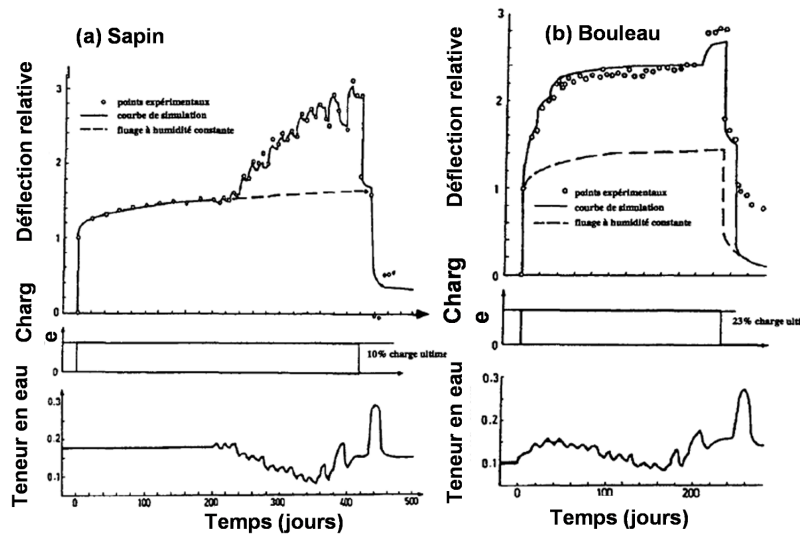 (a) Sapin
Déflection relative
3
2
1
0
points expérimentaux
courbe de simulation
fluage à humidité constante
Charg
e
0
10% charge ultime
Teneur en eau
0.3
0.2
0.1
0
100
200
300
400
500
Temps (jours)
(b) Bouleau
Déflection relative
3
2
1
0
points expérimentaux
courbe de simulation
fluage à humidité constante
Charg
e
0
23% charge ulti
Teneur en eau
0.3
0.2
0.1
0
100
200
Temps (jours)